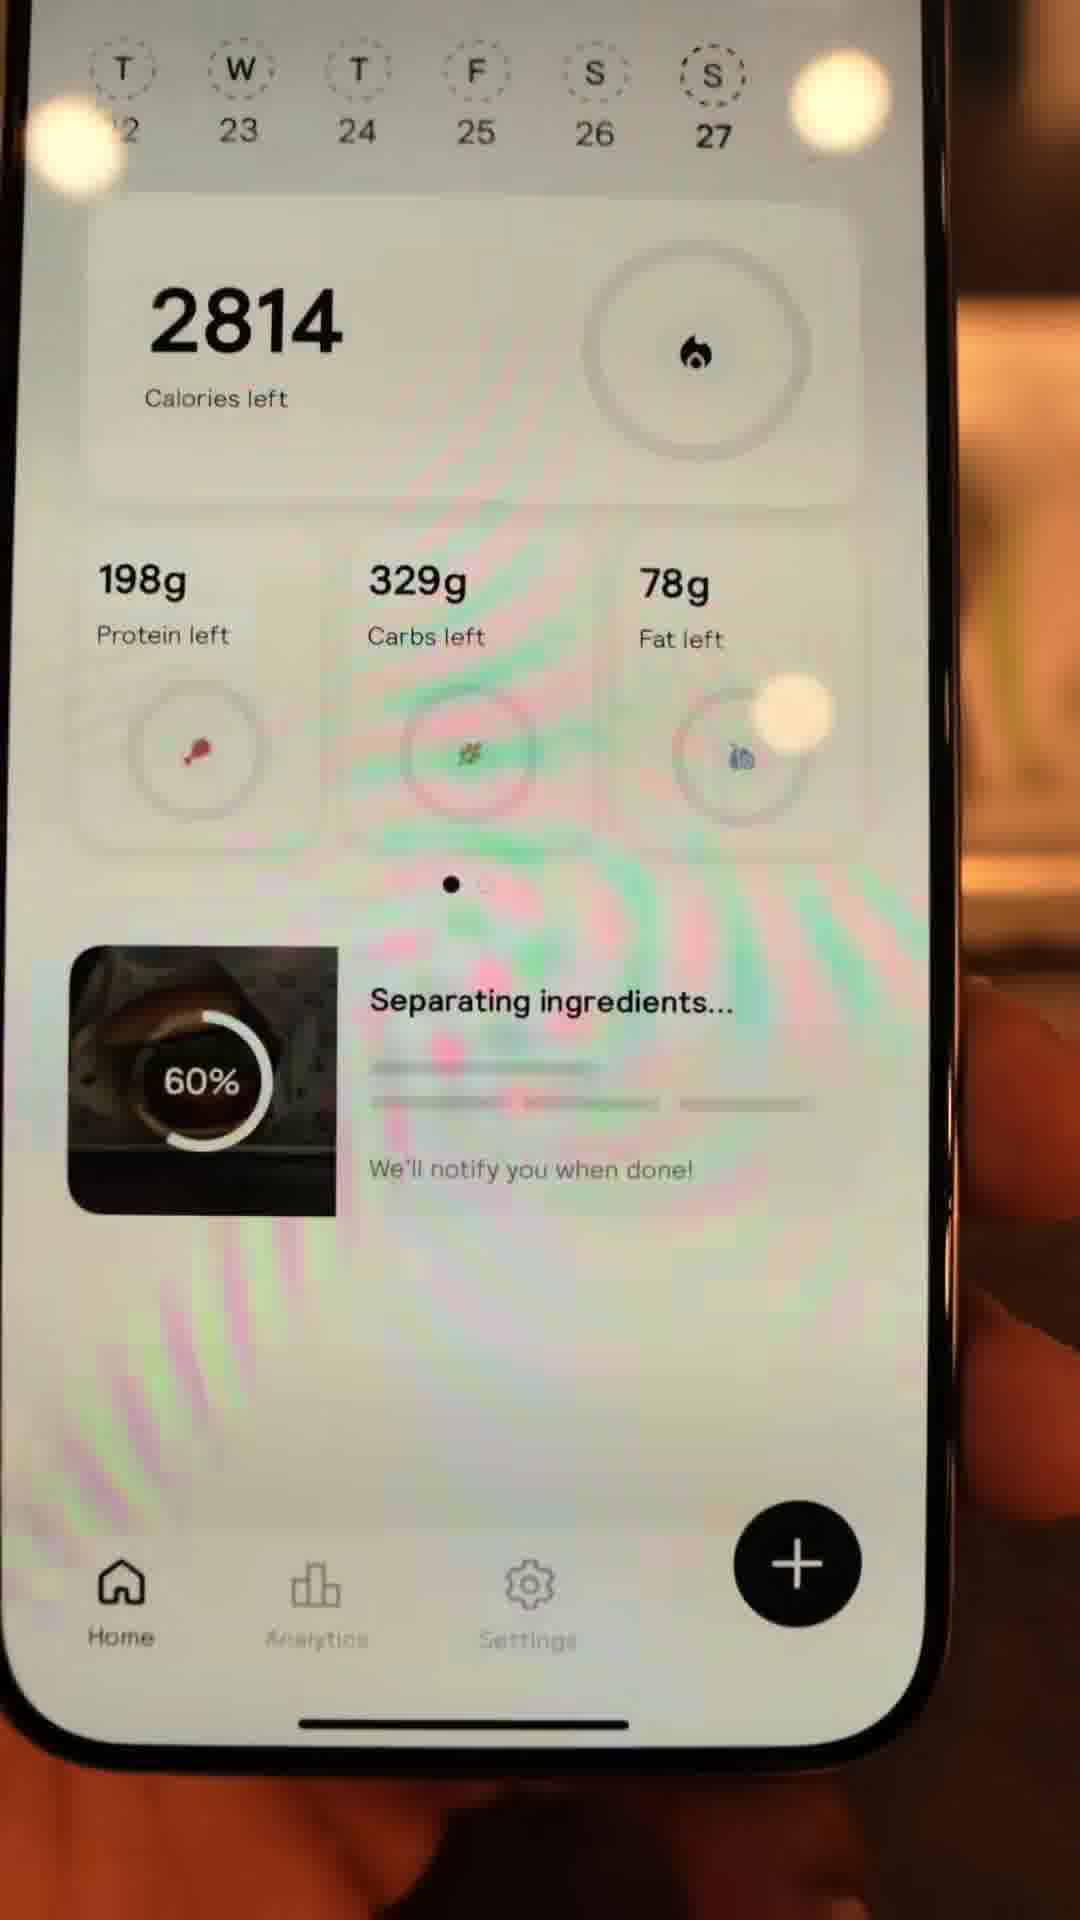 T W T F S S
23 24 25 26 27
2814
Calories left
198g 329g 78g
Protein left Carbs left Fat left
60%
Separating ingredients...
We'll notify you when done!
Home Analytics Settings